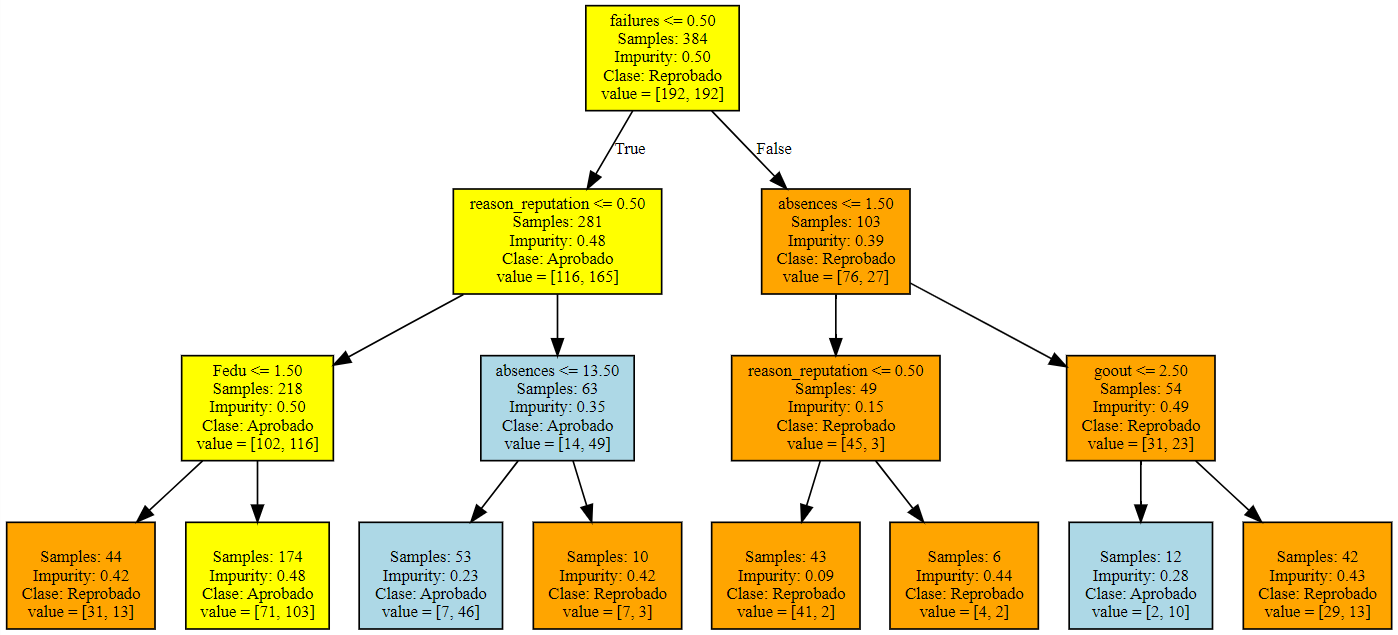 failures <= 0.50
Samples: 384
Impurity: 0.50
Clase: Reprobado
value = [192, 192]
True
False
reason_reputation <= 0.50
Samples: 281
Impurity: 0.48
Clase: Aprobado
value = [116, 165]
absences <= 1.50
Samples: 103
Impurity: 0.39
Clase: Reprobado
value = [76, 27]
Fedu <= 1.50
Samples: 218
Impurity: 0.50
Clase: Aprobado
value = [102, 116]
absences <= 13.50
Samples: 63
Impurity: 0.35
Clase: Aprobado
value = [14, 49]
reason_reputation <= 0.50
Samples: 49
Impurity: 0.15
Clase: Reprobado
value = [45, 3]
goout <= 2.50
Samples: 54
Impurity: 0.49
Clase: Reprobado
value = [31, 23]
Samples: 44
Impurity: 0.42
Clase: Reprobado
value = [31, 13]
Samples: 174
Impurity: 0.48
Clase: Aprobado
value = [71, 103]
Samples: 53
Impurity: 0.23
Clase: Aprobado
value = [7, 46]
Samples: 10
Impurity: 0.42
Clase: Reprobado
value = [7, 3]
Samples: 43
Impurity: 0.09
Clase: Reprobado
value = [41, 2]
Samples: 6
Impurity: 0.44
Clase: Reprobado
value = [4, 2]
Samples: 12
Impurity: 0.28
Clase: Aprobado
value = [2, 10]
Samples: 42
Impurity: 0.43
Clase: Reprobado
value = [29, 13]